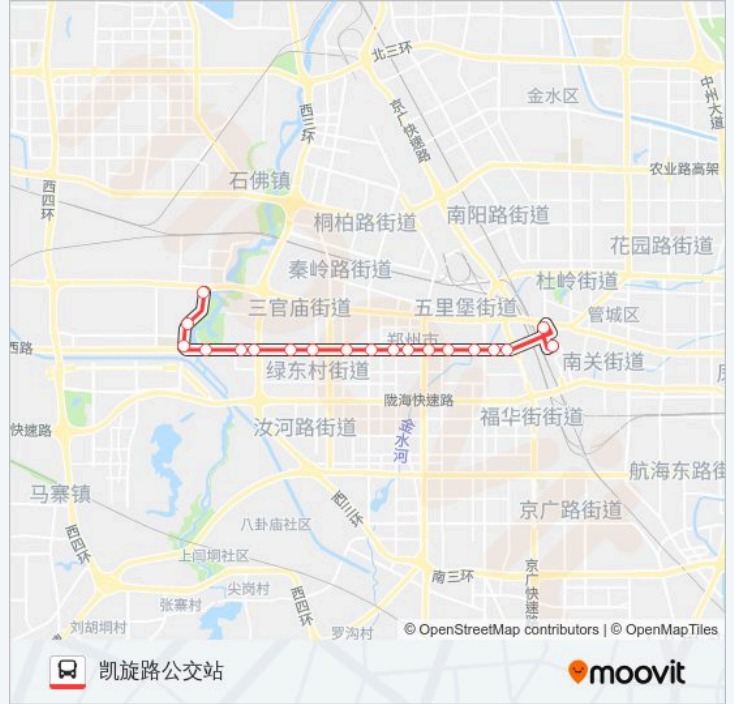 北三环
西三环
京广快速路
金水区
中州大道
农业路高架
西四环
石佛镇
桐柏路街道
南阳路街道
花园路街道
秦岭路街道
杜岭街道
三官庙街道
五里堡街道
管城区
西路
郑州市
南关街道
绿东村街道
陇海快速路
福华街街道
快速路
汝河路街道
金水河
航海东路街
马寨镇
西三环
京广路街道
西四环
八卦庙社区
上闫垌社区
尖岗村
南三环
京广快速路
张寨村
西四环
刘胡垌村
罗沟村
© OpenStreetMap contributors | © OpenMapTiles
凯旋路公交站
moovit